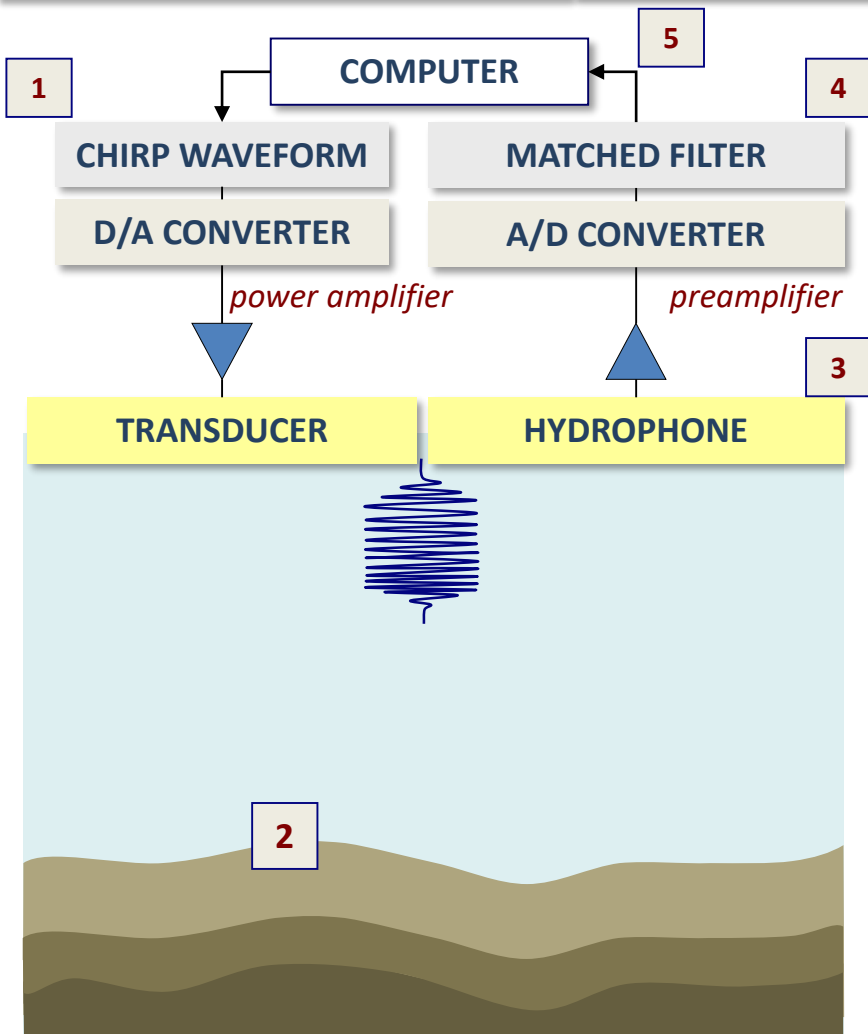 5
COMPUTER
1
4
CHIRP WAVEFORM
MATCHED FILTER
D/A CONVERTER
A/D CONVERTER
power amplifier
preamplifier
3
TRANSDUCER
HYDROPHONE
2